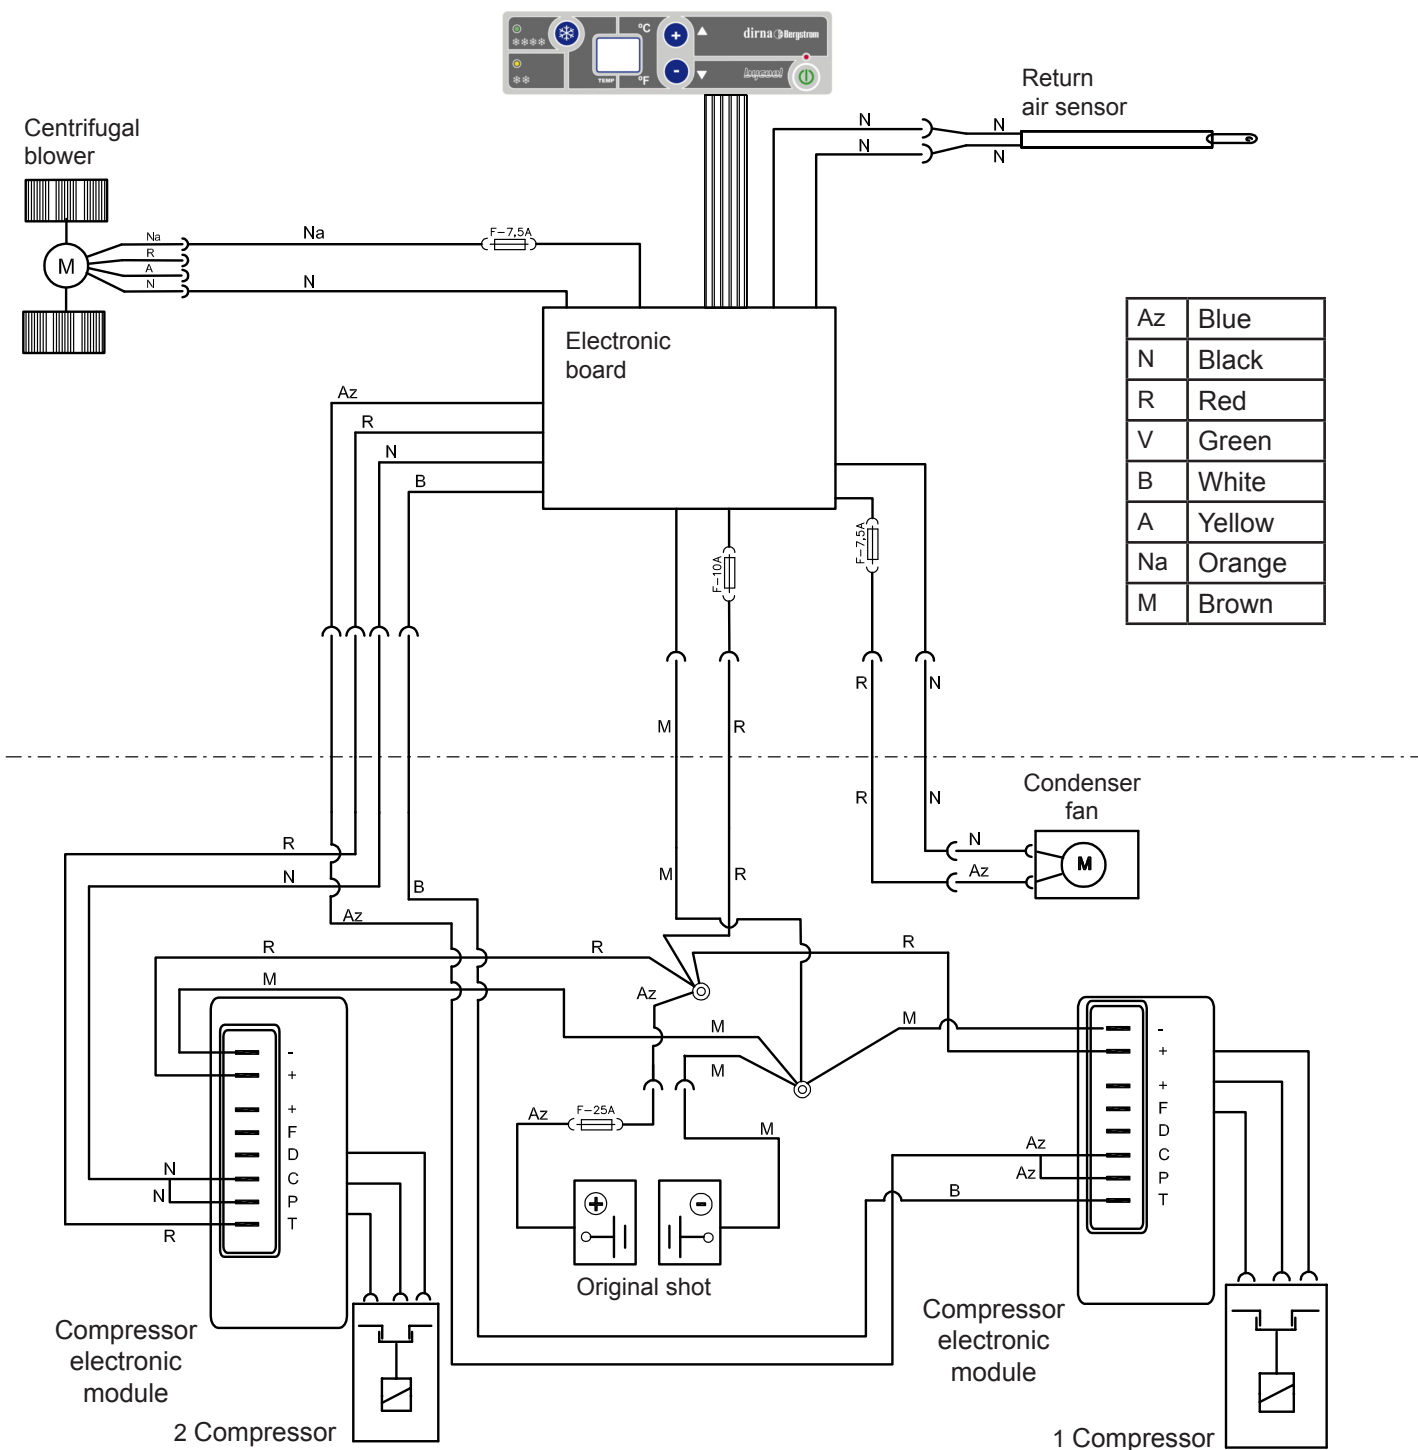 °C
+
dirna Bergstrom
TEMP
°F
-
bycool
Return
air sensor
N
N
N
N
Centrifugal
blower
M
Na
R
A
N
Na
N
F-7,5A
Electronic
board
Az Blue
N Black
R Red
V Green
B White
A Yellow
Na Orange
M Brown
Az
R
N
B
F-10A
F-7,5A
R
N
M
R
R
N
Condenser
fan
N
Az
M
R
N
B
Az
M
R
R
M
R
Az
R
M
M
M
M
Az
F-25A
-
+
+
F
D
C
P
T
N
N
R
-
+
+
F
D
C
P
T
Az
Az
B
+
-
Original shot
Compressor
electronic
module
2 Compressor
Compressor
electronic
module
1 Compressor